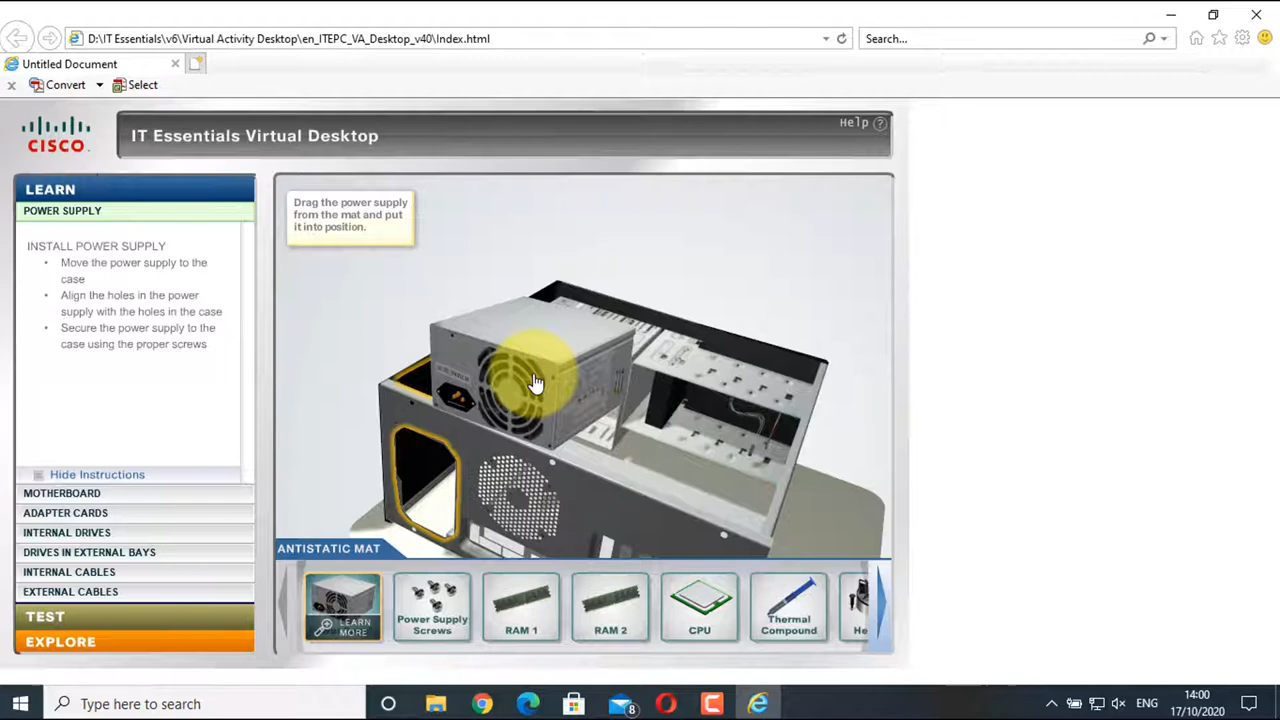 D:\IT Essentials\v6\Virtual Activity Desktop\en_ITEPC_VA_Desktop_v40\Index.html
Search...
Untitled Document
Convert
Select
CISCO
IT Essentials Virtual Desktop
Help ?
LEARN
POWER SUPPLY
INSTALL POWER SUPPLY
• Move the power supply to the
case
• Align the holes in the power
supply with the holes in the case
• Secure the power supply to the
case using the proper screws
Hide Instructions
MOTHERBOARD
ADAPTER CARDS
INTERNAL DRIVES
DRIVES IN EXTERNAL BAYS
INTERNAL CABLES
EXTERNAL CABLES
TEST
EXPLORE
Drag the power supply
from the mat and put
it into position.
ANTISTATIC MAT
LEARN
MORE
Power Supply
Screws
RAM 1
RAM 2
CPU
Thermal
Compound
He
Type here to search
8
ENG
14:00
17/10/2020